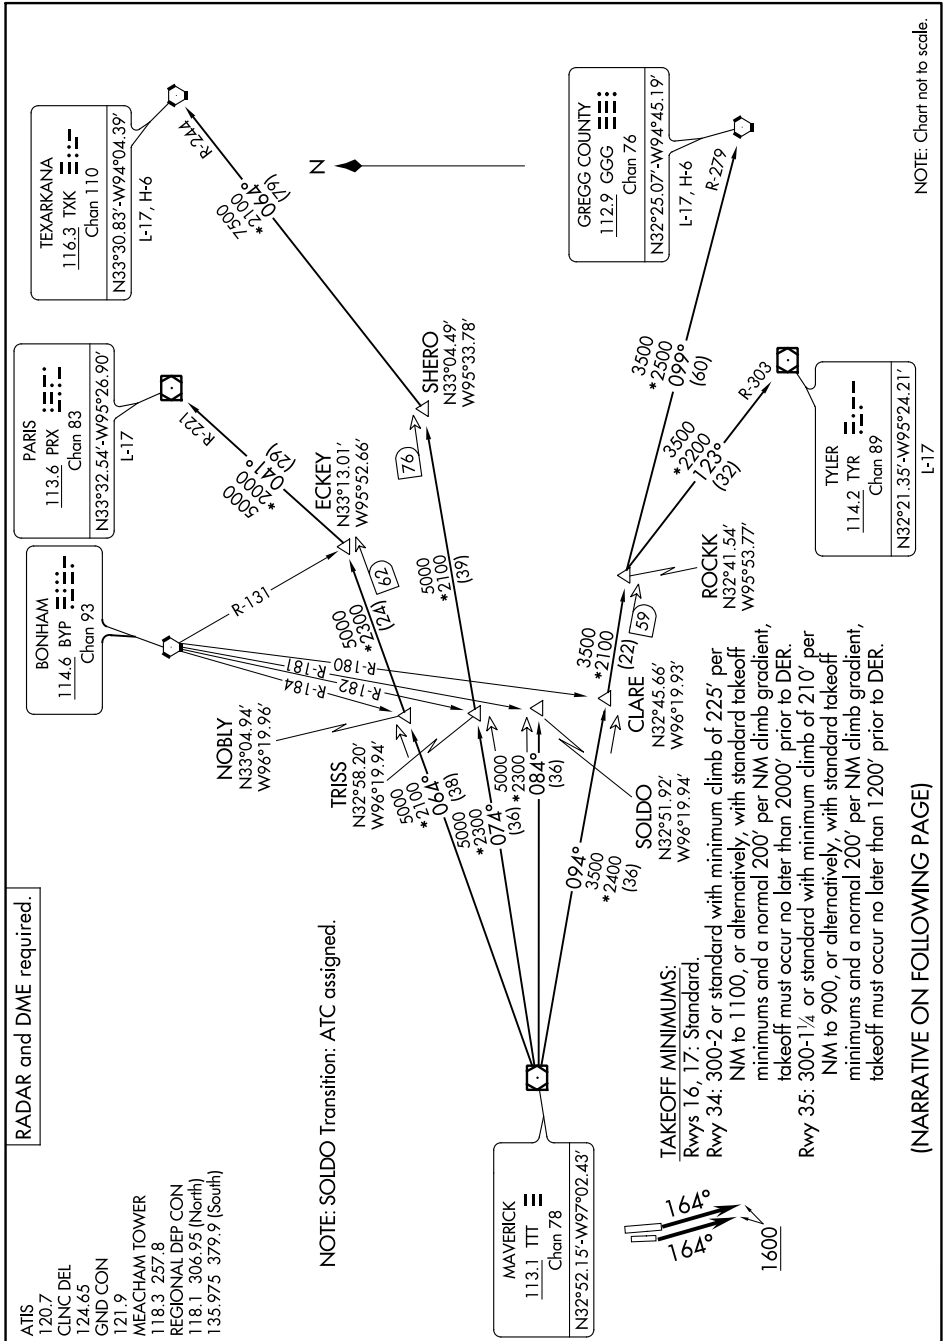 RADAR and DME required.
ATIS
120.7
CLNC DEL
124.65
GND CON
121.9
MEACHAM TOWER
118.3 257.8
REGIONAL DEP CON
118.1 306.95 (North)
135.975 379.9 (South)
NOTE: SOLDO Transition: ATC assigned.
BONHAM
114.6 BYP
Chan 93
PARIS
113.6 PRX
Chan 83
N33°32.54'-W95°26.90'
L-17
TEXARKANA
116.3 TXK
Chan 110
N33°30.83'-W94°04.39'
L-17, H-6
R-131
R-184
R-181
R-182
R-180
R-221
5000
*2000
041°
(29)
R-244
7500
*2100
064°
(79)
N
ECKEY
N33°13.01'
W95°52.66'
62
5000
*2300
(24)
NOBLY
N33°04.94'
W96°19.96'
SHERO
N33°04.49'
W95°33.78'
76
5000
*2100
(39)
TRISS
N32°58.20'
W96°19.94'
5000
*2100
064°
(38)
5000
*2300
074°
(36)
5000
*2300
084°
(36)
SOLDO
N32°51.92'
W96°19.94'
094°
3500
*2400
(36)
CLARE
N32°45.66'
W96°19.93'
3500
*2100
(22)
59
ROCKK
N32°41.54'
W95°53.77'
3500
*2500
099°
(60)
R-279
3500
*2200
123°
(32)
R-303
GREGG COUNTY
112.9 GGG
Chan 76
N32°25.07'-W94°45.19'
L-17, H-6
TYLER
114.2 TYR
Chan 89
N32°21.35'-W95°24.21'
L-17
MAVERICK
113.1 TTT
Chan 78
N32°52.15'-W97°02.43'
164°
164°
1600
TAKEOFF MINIMUMS:
Rwys 16, 17: Standard.
Rwy 34: 300-2 or standard with minimum climb of 225' per
NM to 1100, or alternatively, with standard takeoff
minimums and a normal 200' per NM climb gradient,
takeoff must occur no later than 2000' prior to DER.
Rwy 35: 300-1¼ or standard with minimum climb of 210' per
NM to 900, or alternatively, with standard takeoff
minimums and a normal 200' per NM climb gradient,
takeoff must occur no later than 1200' prior to DER.
(NARRATIVE ON FOLLOWING PAGE)
NOTE: Chart not to scale.